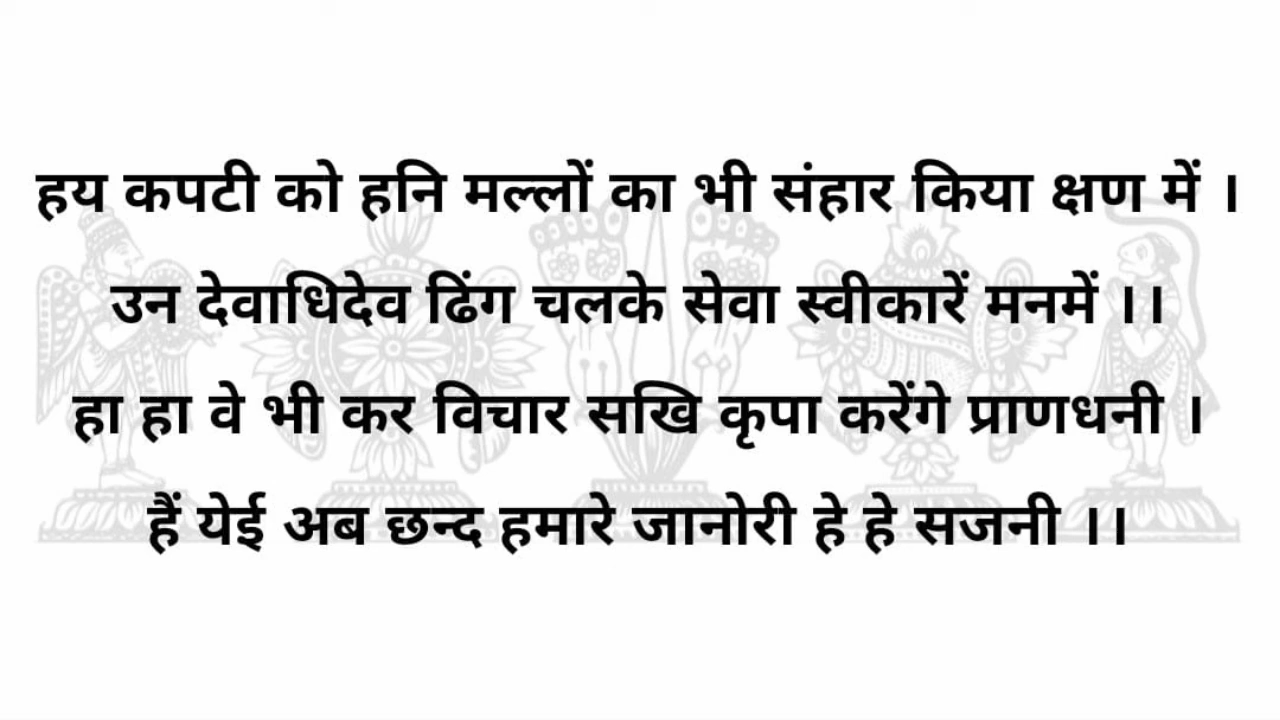 हय कपटी को हनि मल्लों का भी संहार किया क्षण में ।
उन देवाधिदेव ढिंग चलके सेवा स्वीकारें मनमें ।।
हा हा वे भी कर विचार सखि कृपा करेंगे प्राणधनी ।
हैं येई अब छन्द हमारे जानोरी हे हे सजनी ।।